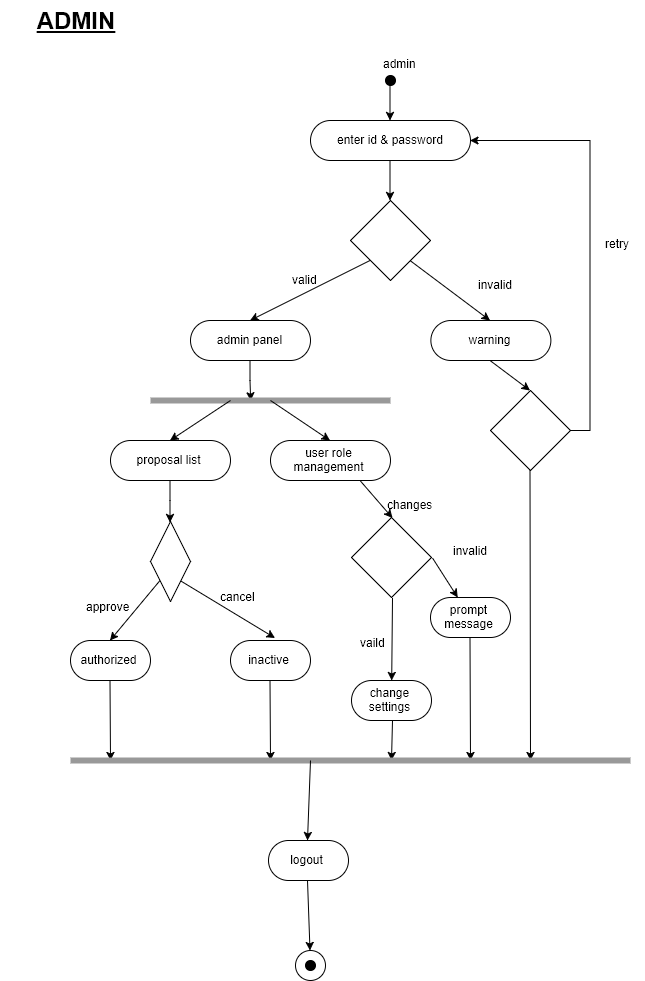 ADMIN
admin
enter id & password
retry
valid
invalid
admin panel
warning
proposal list
user role
management
changes
invalid
approve
cancel
prompt
message
vaild
authorized
inactive
change
settings
logout